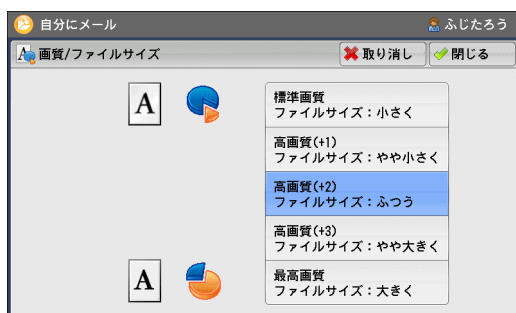 自分にメール
ふじたろう
画質/ファイルサイズ
取り消し
閉じる
A
標準画質
ファイルサイズ：小さく
高画質(+1)
ファイルサイズ：やや小さく
高画質(+2)
ファイルサイズ：ふつう
高画質(+3)
ファイルサイズ：やや大きく
A
最高画質
ファイルサイズ：大きく